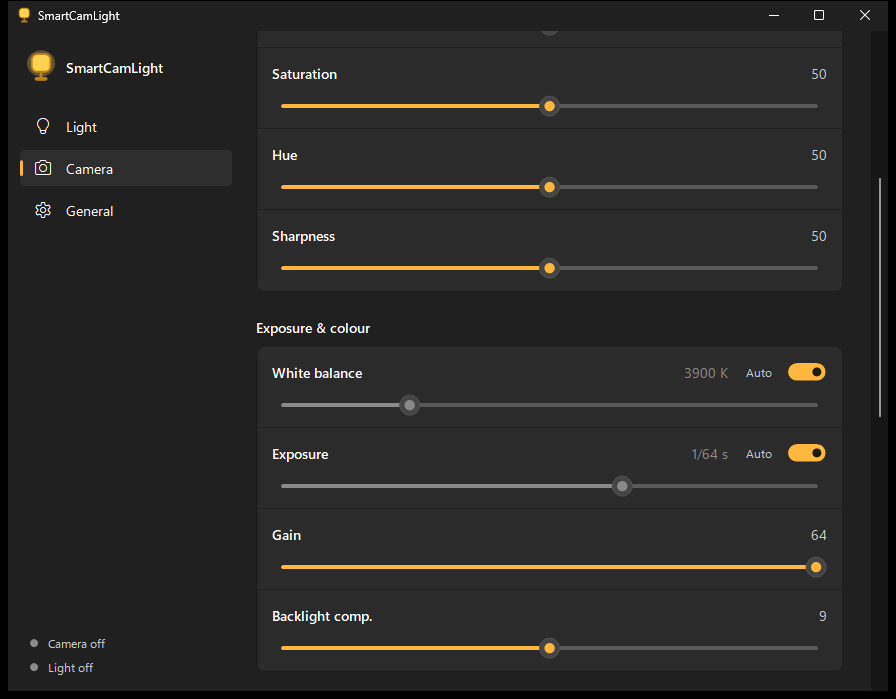 SmartCamLight
SmartCamLight
Light
Camera
General
Camera off
Light off
Saturation 50
Hue 50
Sharpness 50
Exposure & colour
White balance 3900 K Auto
Exposure 1/64 s Auto
Gain 64
Backlight comp. 9